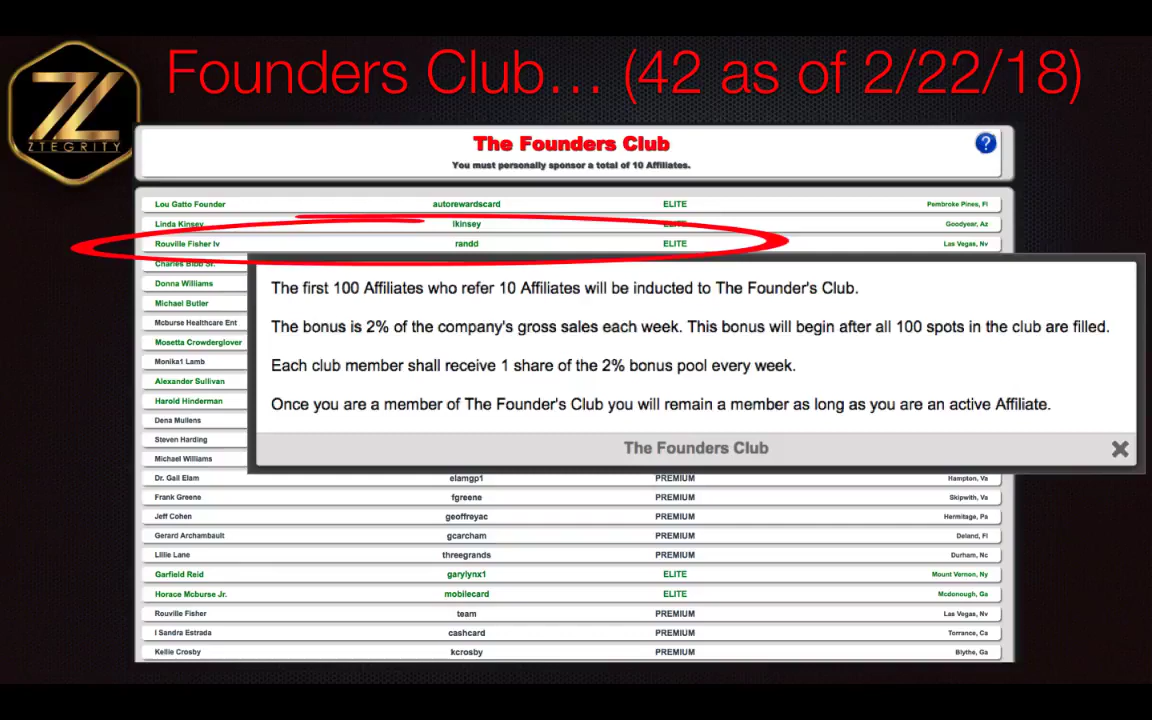 Founders Club... (42 as of 2/22/18)
ZTEGRITY
The Founders Club
?
You must personally sponsor a total of 10 Affiliates.
Lou Gatto Founder autorewardscard ELITE Pembroke Pines, Fl
Linda Kinsey lkinsey ELITE Goodyear, Az
Rouville Fisher Iv randd ELITE Las Vegas, Nv
Charles Bibb Sr.
Donna Williams
Michael Butler
Mcburse Healthcare Ent
Mosetta Crowderglover
Monika1 Lamb
Alexander Sullivan
Harold Hinderman
Dena Mullens
Steven Harding
Michael Williams
The first 100 Affiliates who refer 10 Affiliates will be inducted to The Founder's Club.
The bonus is 2% of the company's gross sales each week. This bonus will begin after all 100 spots in the club are filled.
Each club member shall receive 1 share of the 2% bonus pool every week.
Once you are a member of The Founder's Club you will remain a member as long as you are an active Affiliate.
The Founders Club
Dr. Gail Elam elamgp1 PREMIUM Hampton, Va
Frank Greene fgreene PREMIUM Skipwith, Va
Jeff Cohen geoffreyac PREMIUM Hermitage, Pa
Gerard Archambault gcarcham PREMIUM Deland, Fl
Lillie Lane threegrands PREMIUM Durham, Nc
Garfield Reid garylynx1 ELITE Mount Vernon, Ny
Horace Mcburse Jr. mobilecard ELITE Mcdonough, Ga
Rouville Fisher team PREMIUM Las Vegas, Nv
I Sandra Estrada cashcard PREMIUM Torrance, Ca
Kellie Crosby kcrosby PREMIUM Blythe, Ga